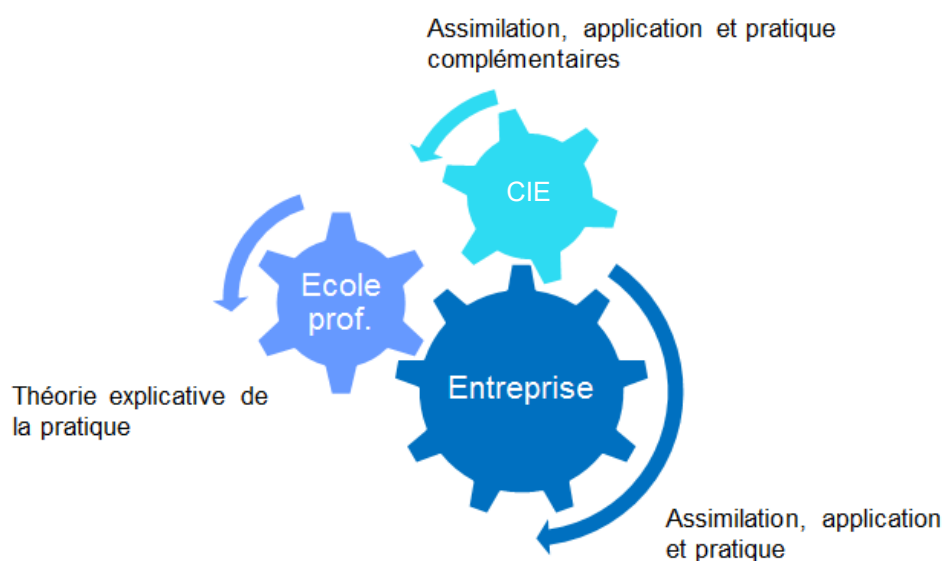 Assimilation, application et pratique
complémentaires
CIE
Ecole
prof.
Entreprise
Théorie explicative de
la pratique
Assimilation, application
et pratique